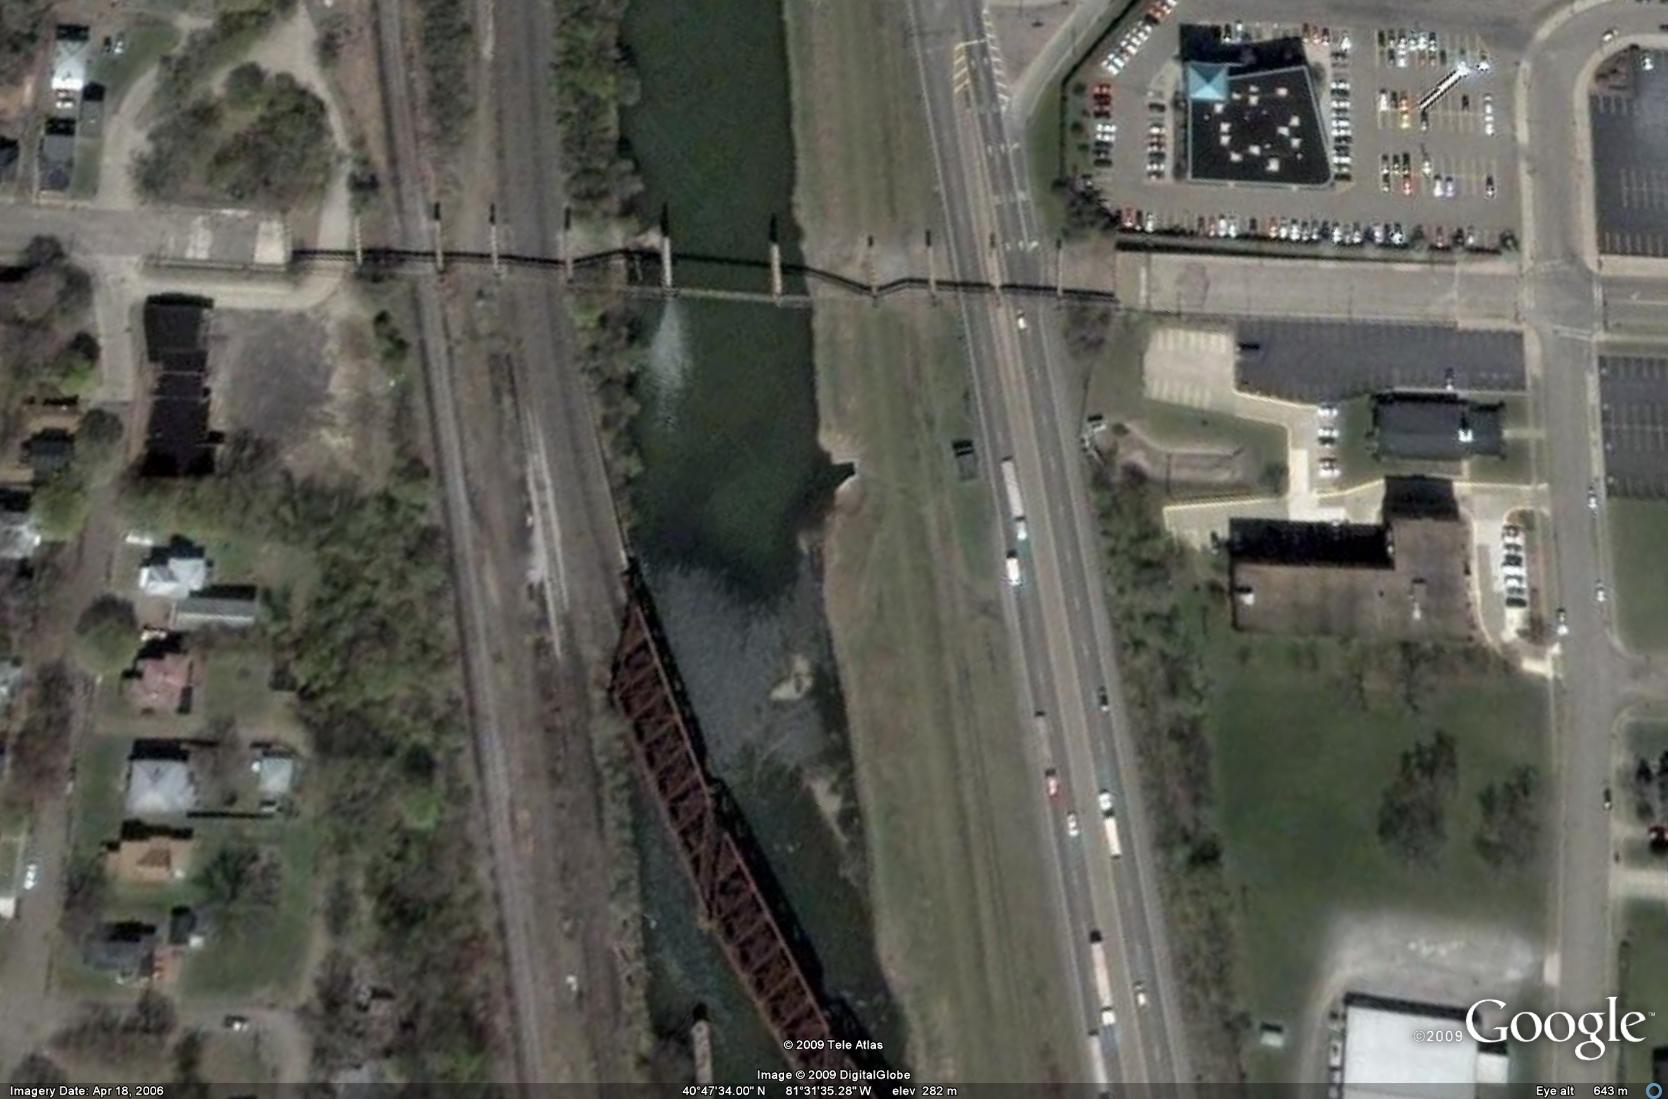 ©2009 Google™
© 2009 Tele Atlas
Image © 2009 DigitalGlobe
Imagery Date: Apr 18, 2006 40°47'34.00" N 81°31'35.28" W elev 282 m Eye alt 643 m